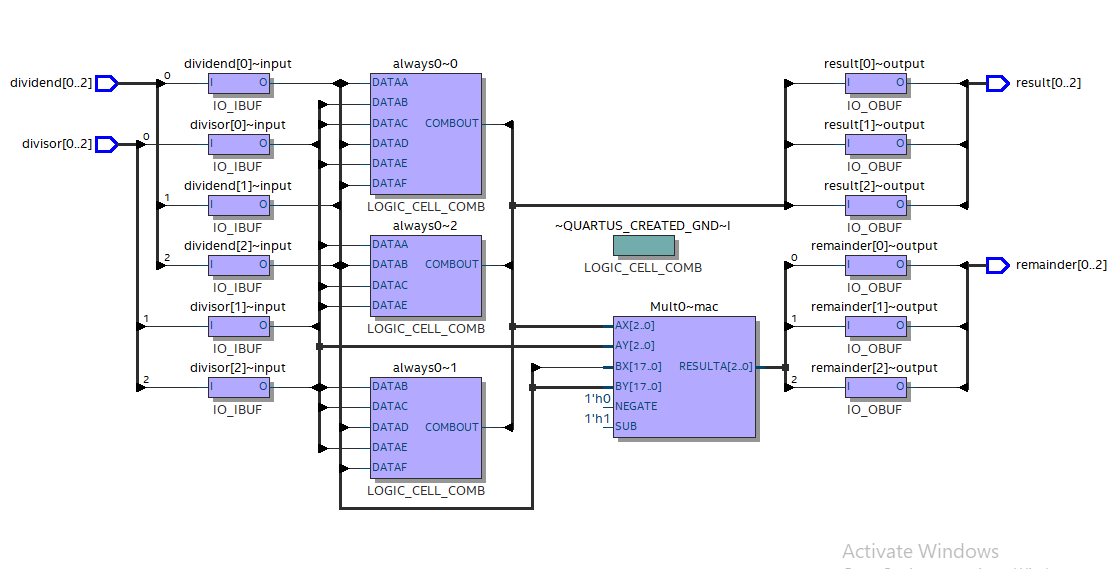 dividend[0..2]
divisor[0..2]
0
0
1
2
1
2
dividend[0]~input
I O
IO_IBUF
divisor[0]~input
I O
IO_IBUF
dividend[1]~input
I O
IO_IBUF
dividend[2]~input
I O
IO_IBUF
divisor[1]~input
I O
IO_IBUF
divisor[2]~input
I O
IO_IBUF
always0~0
DATAA
DATAB
DATAC COMBOUT
DATAD
DATAE
DATAF
LOGIC_CELL_COMB
always0~2
DATAA
DATAB COMBOUT
DATAC
DATAE
LOGIC_CELL_COMB
always0~1
DATAB
DATAC
DATAD COMBOUT
DATAE
DATAF
LOGIC_CELL_COMB
~QUARTUS_CREATED_GND~I
LOGIC_CELL_COMB
Mult0~mac
AX[2..0]
AY[2..0]
BX[17..0] RESULTA[2..0]
BY[17..0]
1'h0
NEGATE
1'h1
SUB
result[0]~output
I O
IO_OBUF
result[1]~output
I O
IO_OBUF
result[2]~output
I O
IO_OBUF
remainder[0]~output
0
I O
IO_OBUF
remainder[1]~output
1
I O
IO_OBUF
remainder[2]~output
2
I O
IO_OBUF
result[0..2]
remainder[0..2]
Activate Windows